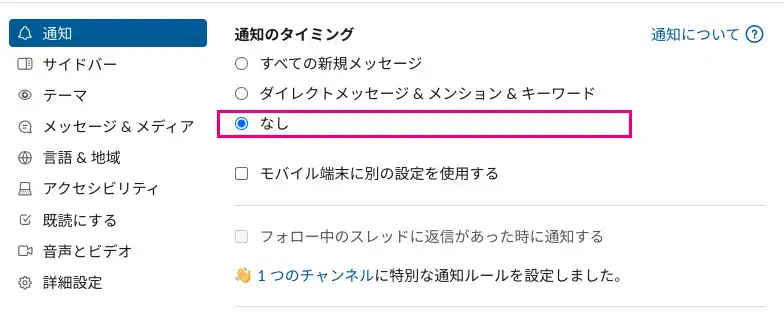 通知
サイドバー
テーマ
メッセージ & メディア
言語 & 地域
アクセシビリティ
既読にする
音声とビデオ
詳細設定
通知のタイミング
通知について
すべての新規メッセージ
ダイレクトメッセージ & メンション & キーワード
なし
モバイル端末に別の設定を使用する
フォロー中のスレッドに返信があった時に通知する
👋 1 つのチャンネルに特別な通知ルールを設定しました。